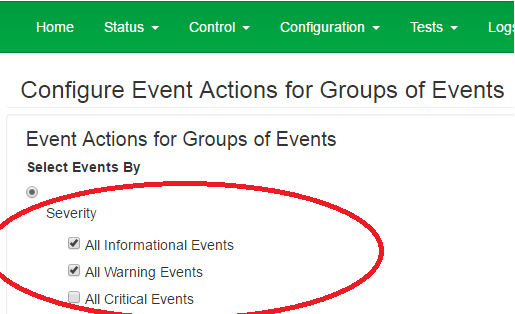 Home Status Control Configuration Tests Logs
Configure Event Actions for Groups of Events
Event Actions for Groups of Events
Select Events By
Severity
All Informational Events
All Warning Events
All Critical Events